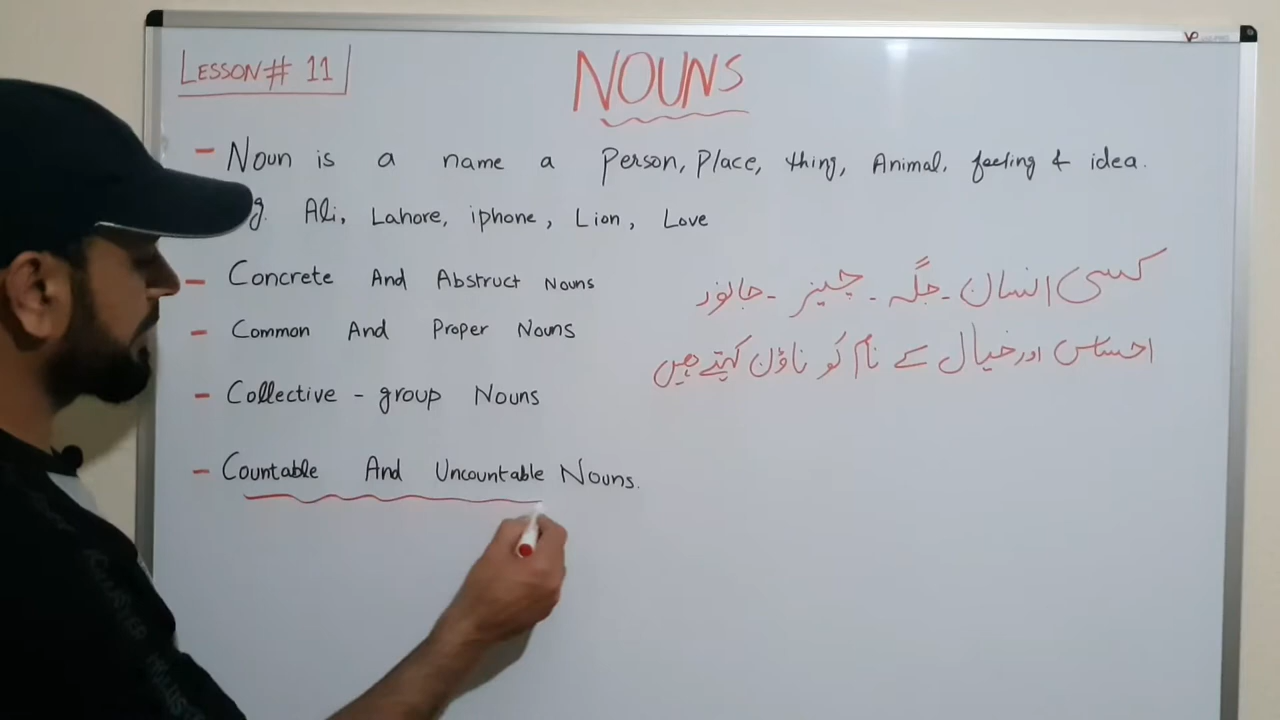 LESSON# 11
NOUNS
- Noun is a name a Person, Place, thing, Animal, feeling & idea.
g. Ali, Lahore, iphone, Lion, Love
- Concrete And Abstruct Nouns
- Common And Proper Nouns
- Collective - group Nouns
- Countable And Uncountable Nouns.
کسی انسان - جگہ - چیز - جانور
احساس اور خیال کے نام کو ناؤن کہتے ہیں